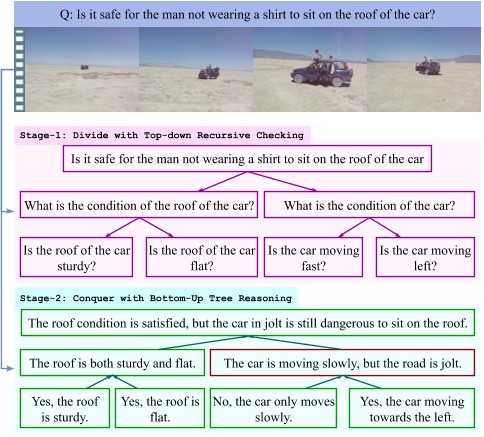 Q: Is it safe for the man not wearing a shirt to sit on the roof of the car?
Stage-1: Divide with Top-down Recursive Checking
Is it safe for the man not wearing a shirt to sit on the roof of the car
What is the condition of the roof of the car?
What is the condition of the car?
Is the roof of the car
sturdy?
Is the roof of the car
flat?
Is the car moving
fast?
Is the car moving
left?
Stage-2: Conquer with Bottom-Up Tree Reasoning
The roof condition is satisfied, but the car in jolt is still dangerous to sit on the roof.
The roof is both sturdy and flat.
The car is moving slowly, but the road is jolt.
Yes, the roof
is sturdy.
Yes, the roof is
flat.
No, the car only moves
slowly.
Yes, the car moving
towards the left.